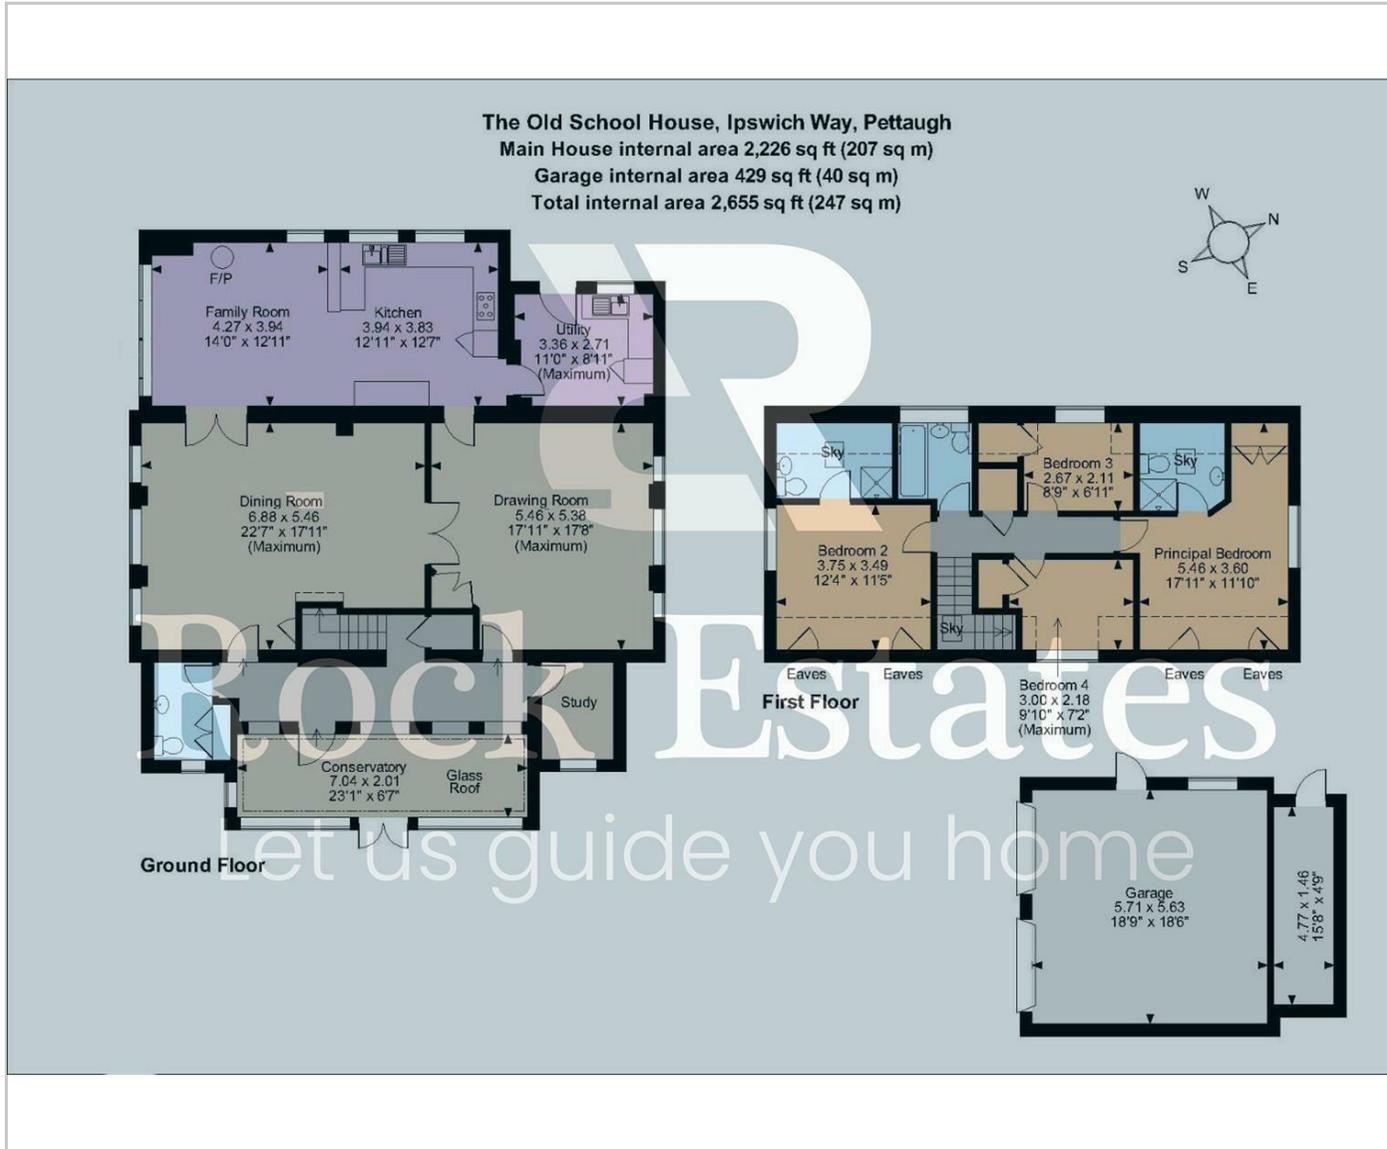 The Old School House, Ipswich Way, Pettaugh
Main House internal area 2,226 sq ft (207 sq m)
Garage internal area 429 sq ft (40 sq m)
Total internal area 2,655 sq ft (247 sq m)
W
N
S
E
F/P
Family Room
4.27 x 3.94
14'0" x 12'11"
Kitchen
3.94 x 3.83
12'11" x 12'7"
Utility
3.36 x 2.71
11'0" x 8'11"
(Maximum)
Dining Room
6.88 x 5.46
22'7" x 17'11"
(Maximum)
Drawing Room
5.46 x 5.38
17'11" x 17'8"
(Maximum)
Study
Conservatory
7.04 x 2.01
23'1" x 6'7"
Glass
Roof
Ground Floor
Sky
Bedroom 3
2.67 x 2.11
8'9" x 6'11"
Sky
Bedroom 2
3.75 x 3.49
12'4" x 11'5"
Principal Bedroom
5.46 x 3.60
17'11" x 11'10"
Sky
Eaves
Eaves
Eaves
Eaves
Bedroom 4
3.00 x 2.18
9'10" x 7'2"
(Maximum)
First Floor
Garage
5.71 x 5.63
18'9" x 18'6"
4.77 x 1.46
15'8" x 4'9"
R
Rock Estates
Let us guide you home